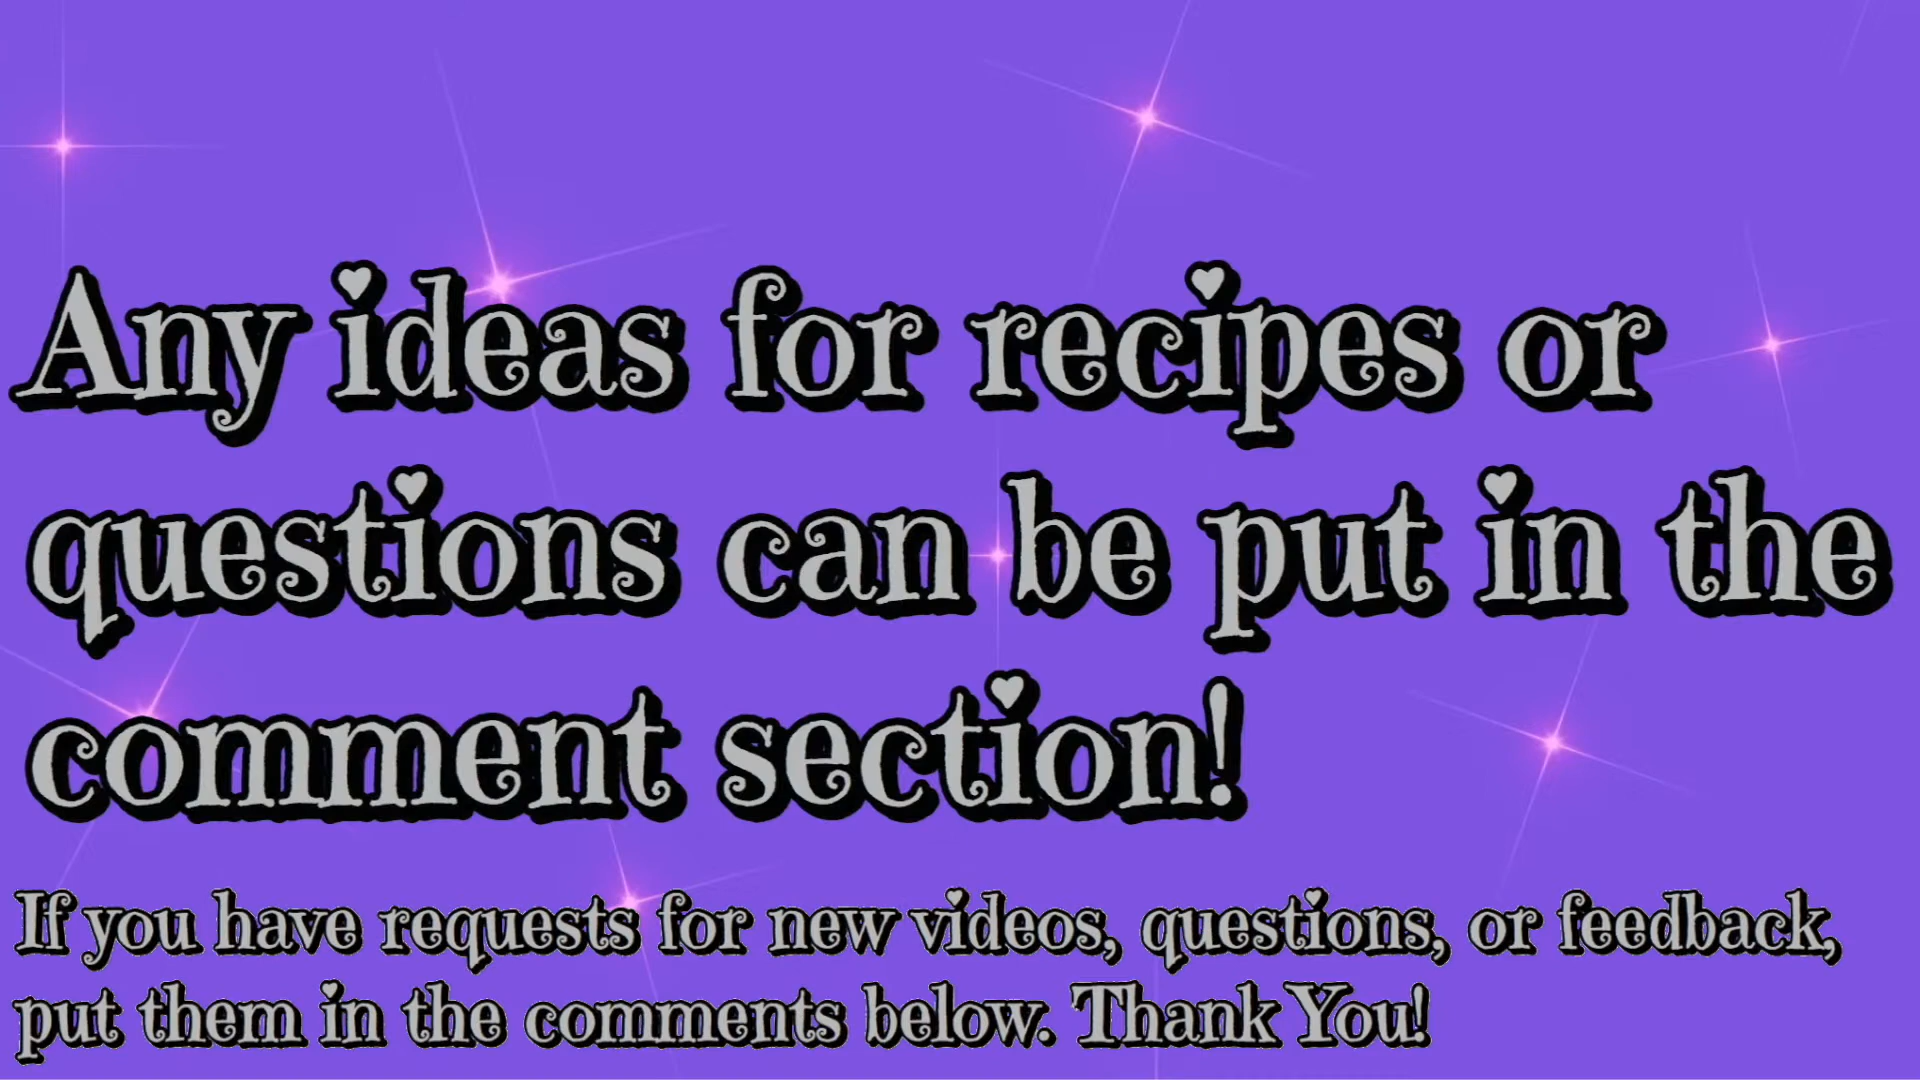 Any ideas for recipes or
questions can be put in the
comment section!
If you have requests for new videos, questions, or feedback,
put them in the comments below. Thank You!